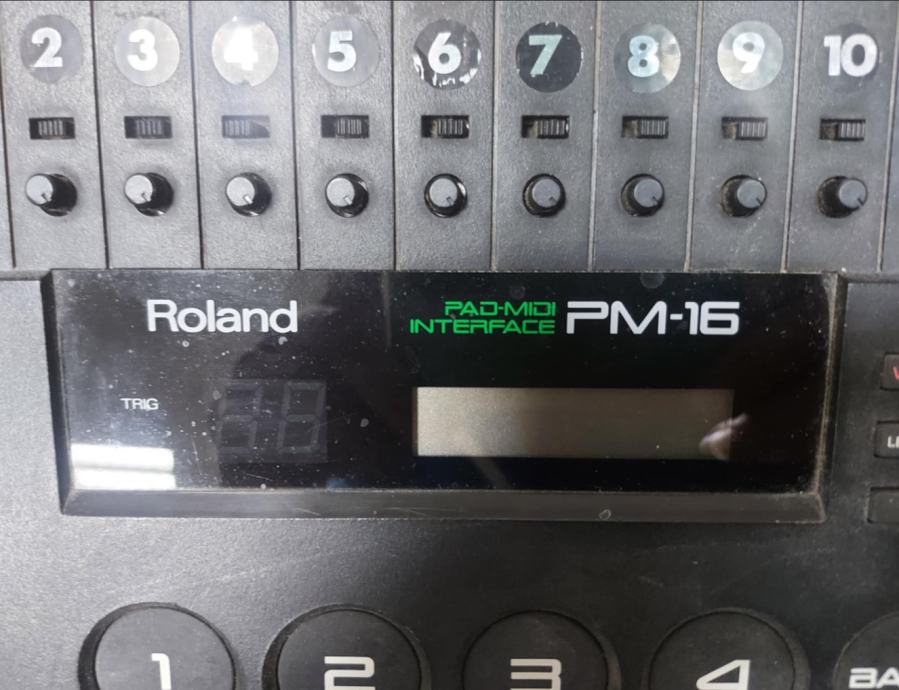 2 3 4 5 6 7 8 9 10
Roland
PAD-MIDI
INTERFACE PM-16
TRIG
1 2 3 4